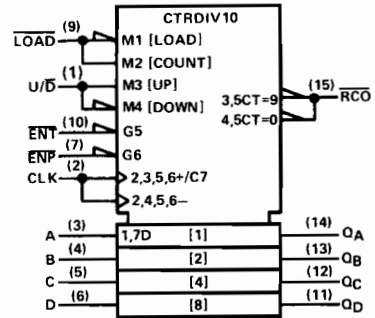 CTRDIV10
LOAD (9) M1 [LOAD]
M2 [COUNT]
U/D (1) M3 [UP]
M4 [DOWN]
3,5CT=9 (15) RCO
4,5CT=0
ENT (10) G5
ENP (7) G6
CLK (2) 2,3,5,6+/C7
2,4,5,6−
A (3) 1,7D [1] (14) QA
B (4) [2] (13) QB
C (5) [4] (12) QC
D (6) [8] (11) QD